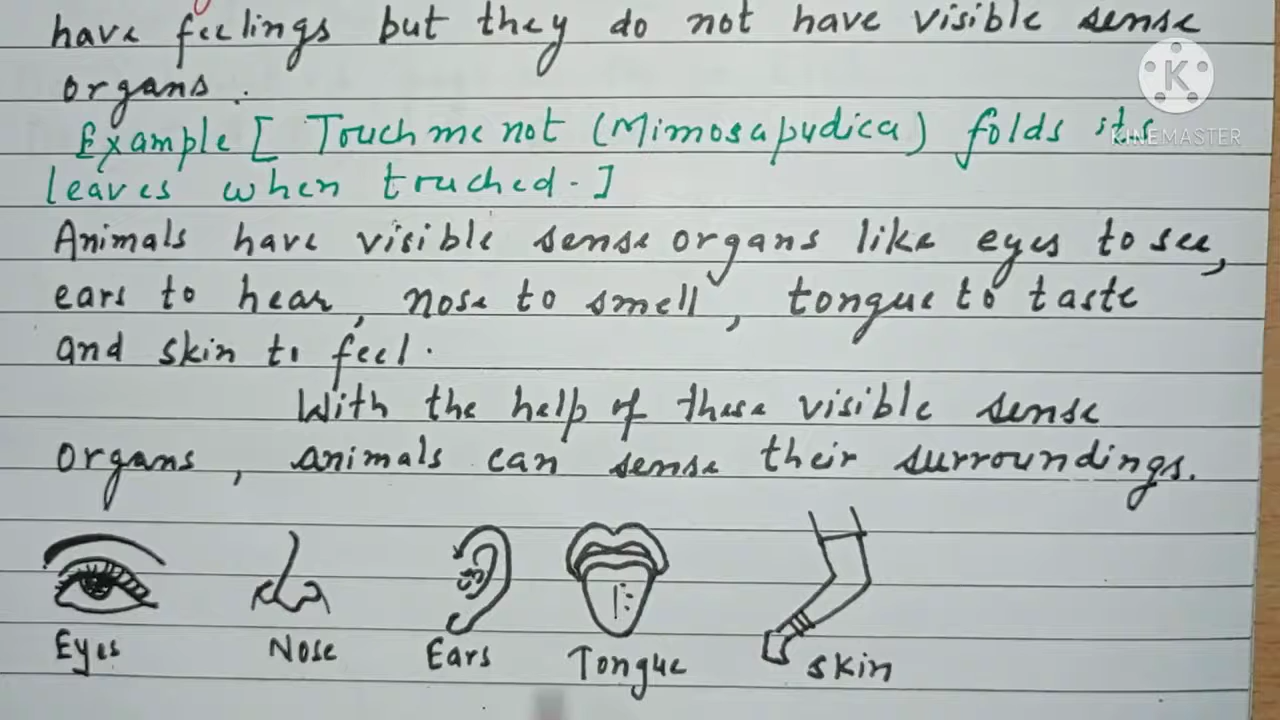 have feelings but they do not have visible sense
organs.
Example [ Touch me not (Mimosapudica) folds its
leaves when touched.]
Animals have visible sense organs like eyes to see,
ears to hear, nose to smell, tongue to taste
and skin to feel.
With the help of these visible sense
organs, animals can sense their surroundings.
Eyes Nose Ears Tongue skin
K
KINEMASTER